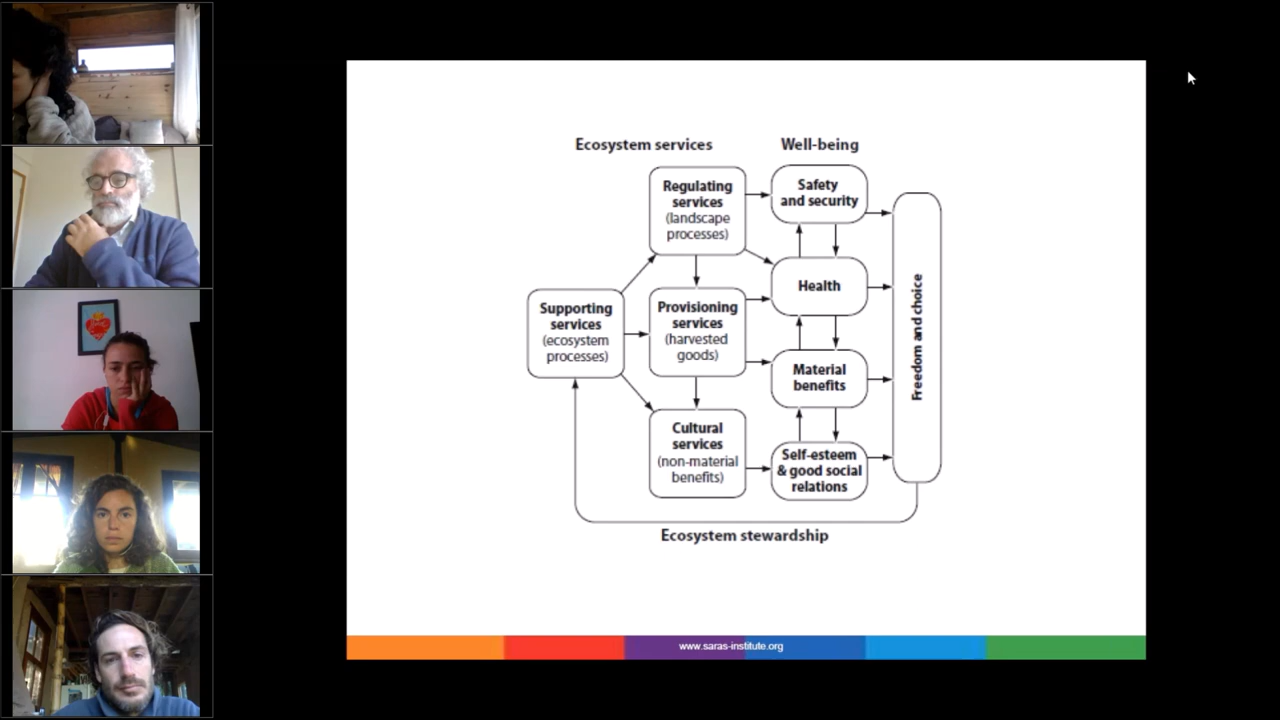 Ecosystem services
Well-being
Regulating
services
(landscape
processes)
Safety
and security
Supporting
services
(ecosystem
processes)
Provisioning
services
(harvested
goods)
Health
Material
benefits
Cultural
services
(non-material
benefits)
Self-esteem
& good social
relations
Freedom and choice
Ecosystem stewardship
www.saras-institute.org